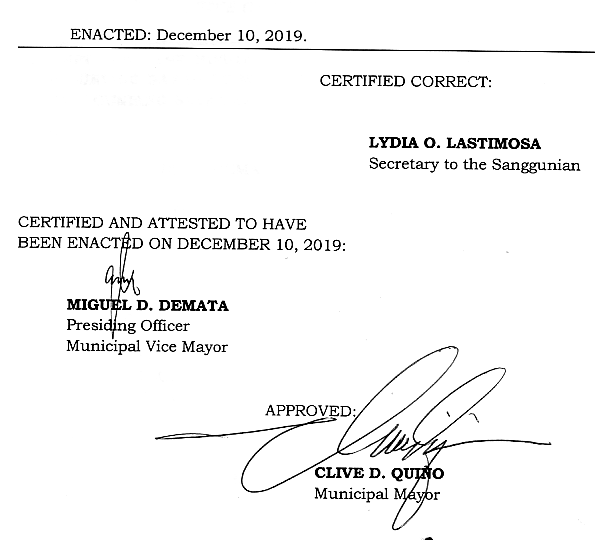 ENACTED: December 10, 2019.
CERTIFIED CORRECT:
LYDIA O. LASTIMOSA
Secretary to the Sanggunian
CERTIFIED AND ATTESTED TO HAVE
BEEN ENACTED ON DECEMBER 10, 2019:
MIGUEL D. DEMATA
Presiding Officer
Municipal Vice Mayor
APPROVED:
CLIVE D. QUIÑO
Municipal Mayor